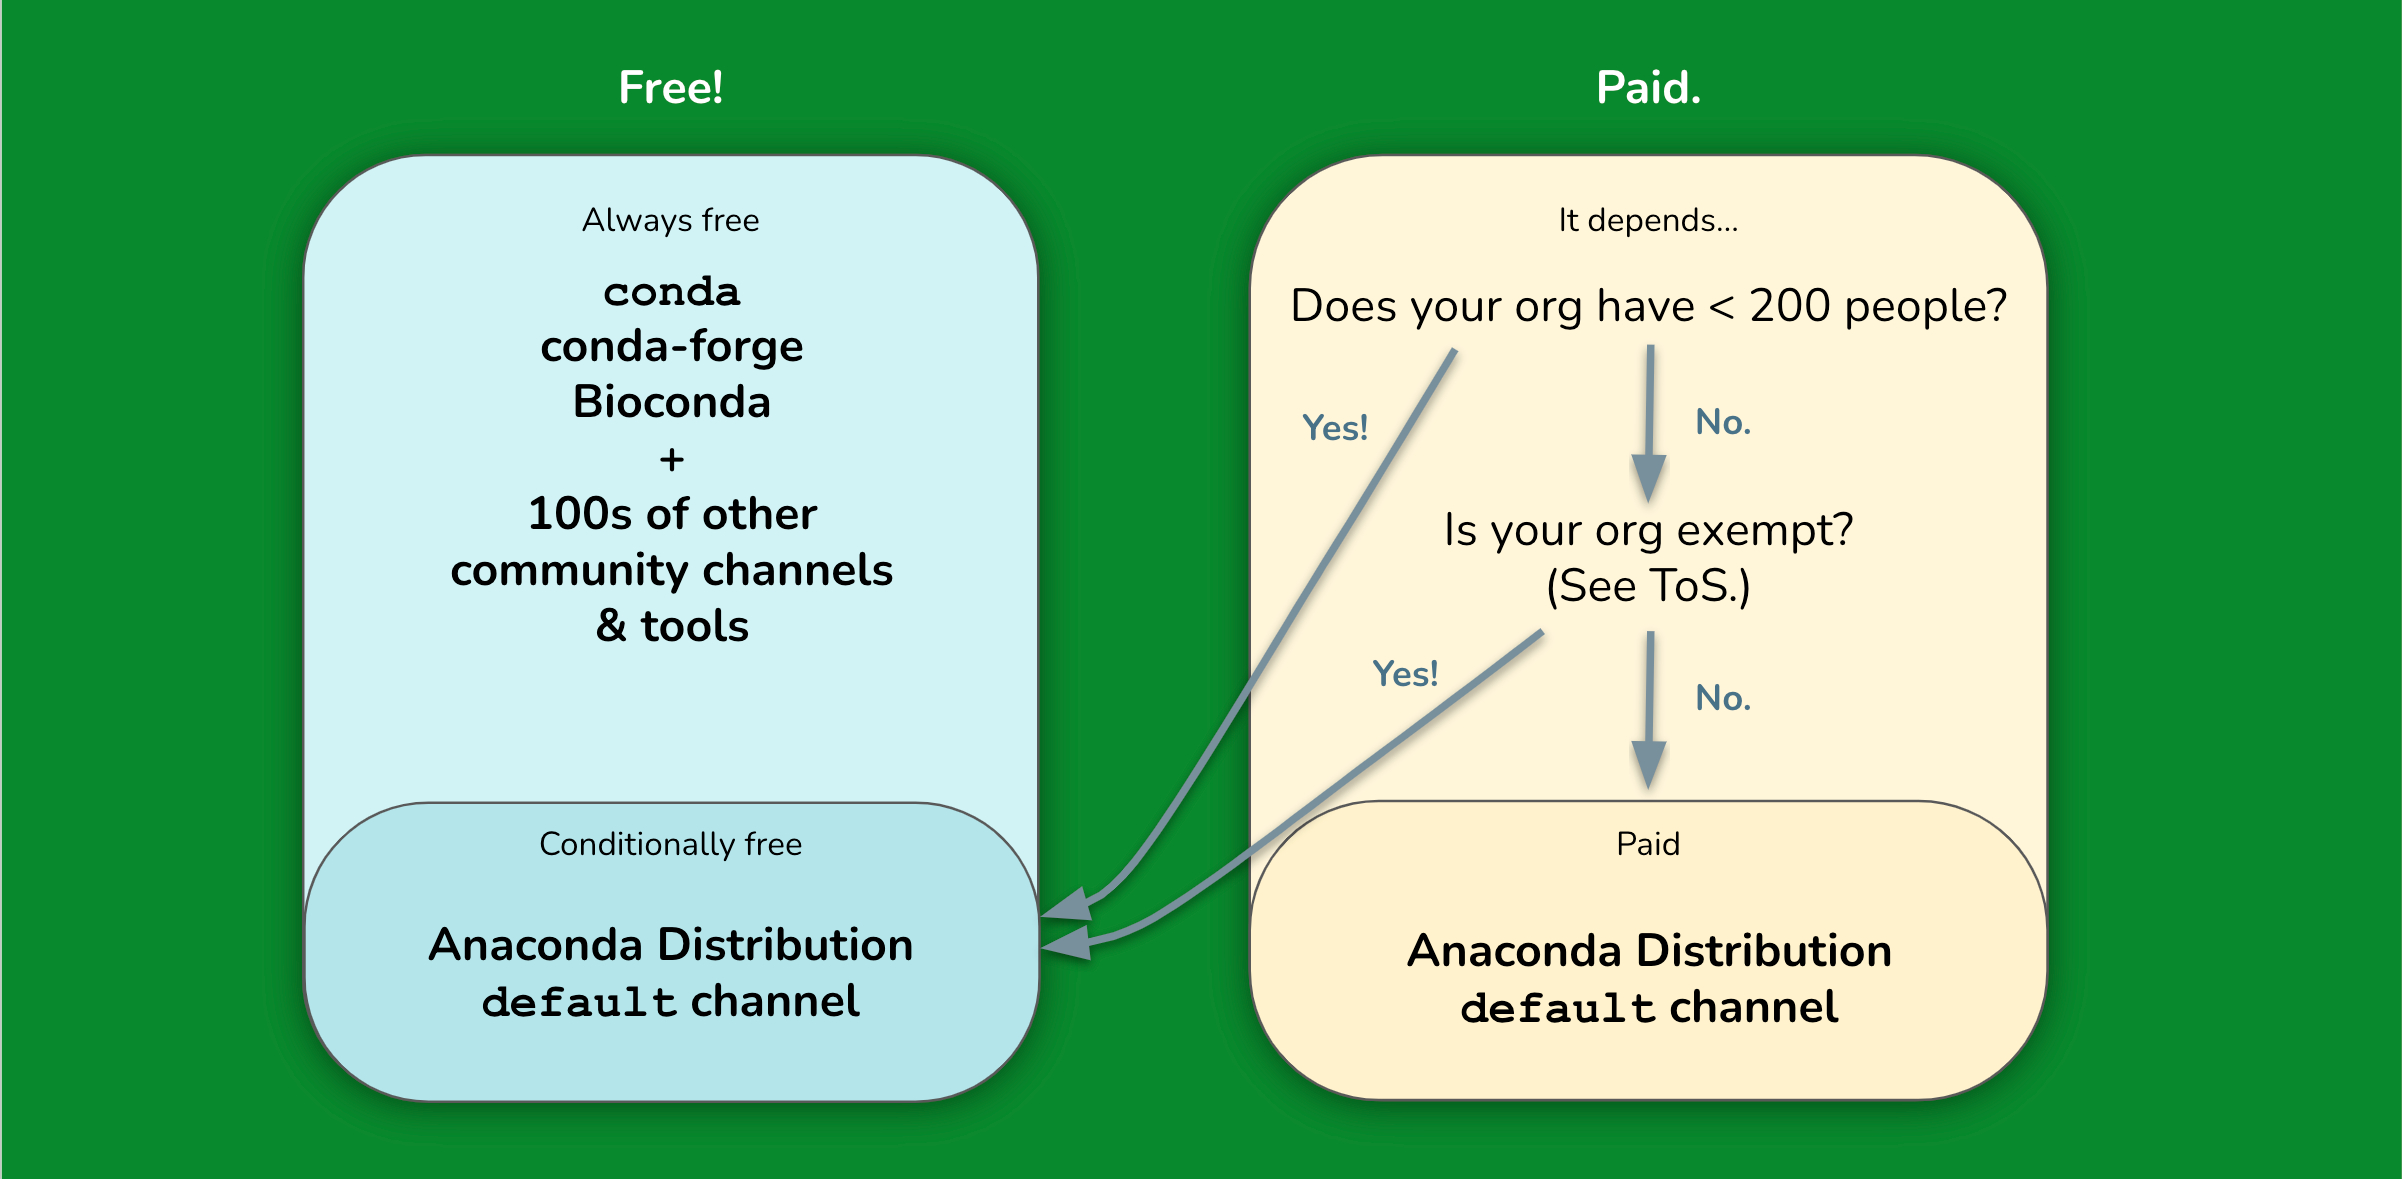 Free!
Always free
conda
conda-forge
Bioconda
+
100s of other
community channels
& tools
Conditionally free
Anaconda Distribution
default channel
Paid.
It depends...
Does your org have < 200 people?
Yes!
No.
Is your org exempt?
(See ToS.)
Yes!
No.
Paid
Anaconda Distribution
default channel